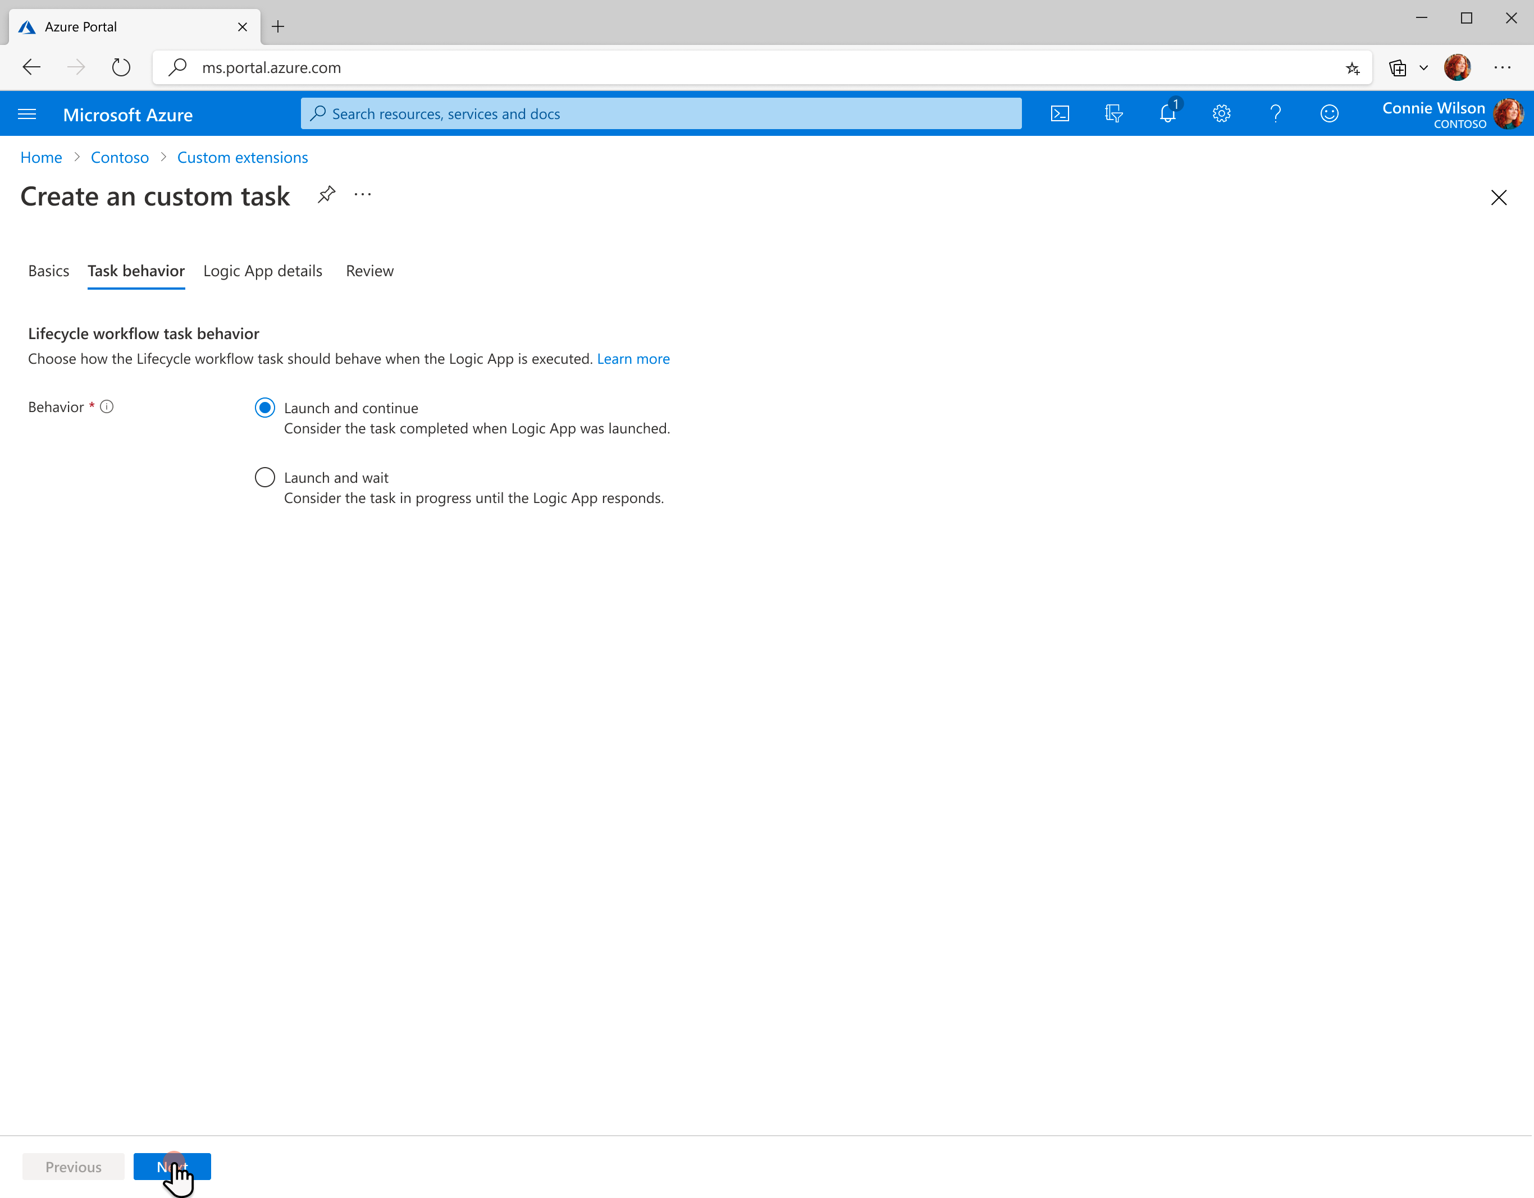 Azure Portal
ms.portal.azure.com
Microsoft Azure
Search resources, services and docs
1
Connie Wilson
CONTOSO
Home > Contoso > Custom extensions
Create an custom task
Basics Task behavior Logic App details Review
Lifecycle workflow task behavior
Choose how the Lifecycle workflow task should behave when the Logic App is executed. Learn more
Behavior *
Launch and continue
Consider the task completed when Logic App was launched.
Launch and wait
Consider the task in progress until the Logic App responds.
Previous